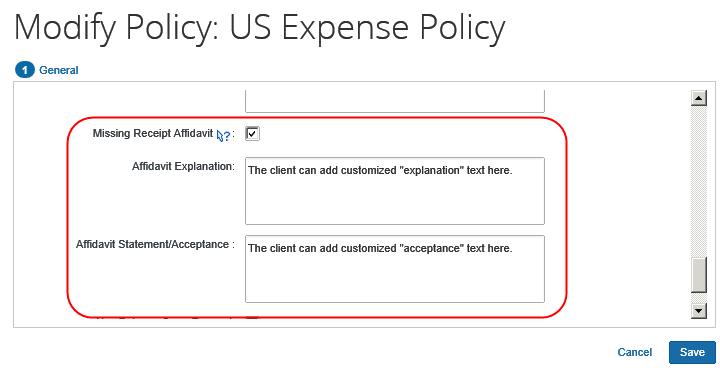 Modify Policy: US Expense Policy
1 General
Missing Receipt Affidavit ?:
Affidavit Explanation:
The client can add customized "explanation" text here.
Affidavit Statement/Acceptance :
The client can add customized "acceptance" text here.
Cancel Save